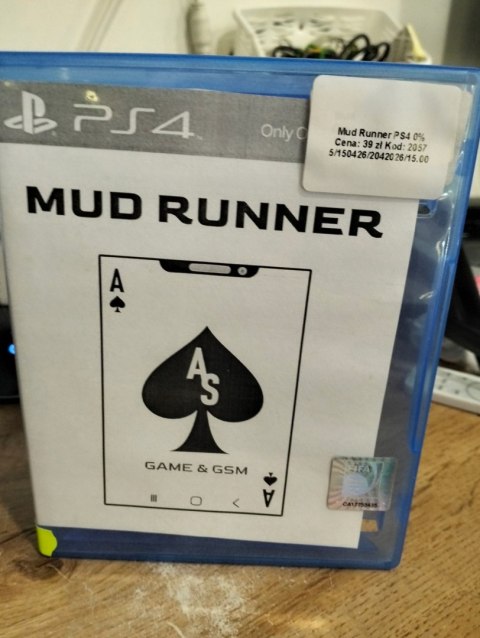 PS4
Only
Mud Runner PS4 0%
Cena: 39 zł Kod: 2057
5/150426/2042026/15.00
MUD RUNNER
A
AS
GAME & GSM
A